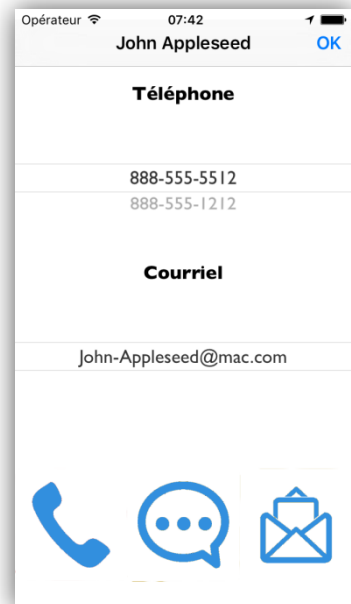 Opérateur 07:42
John Appleseed OK
Téléphone
888-555-5512
888-555-1212
Courriel
John-Appleseed@mac.com